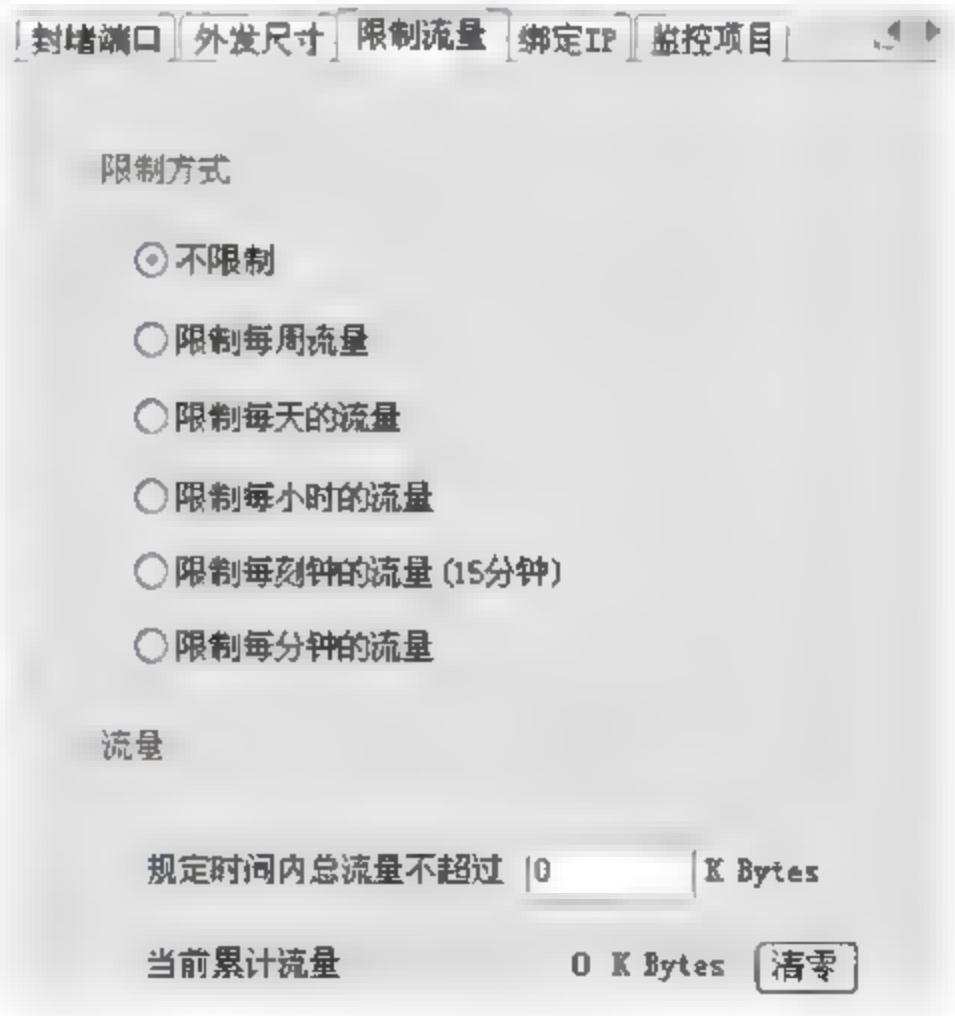 封堵端口 外发尺寸 限制流量 绑定IP 监控项目
限制方式
不限制
限制每周流量
限制每天的流量
限制每小时的流量
限制每刻钟的流量(15分钟)
限制每分钟的流量
流量
规定时间内总流量不超过 0 K Bytes
当前累计流量 0 K Bytes 清零